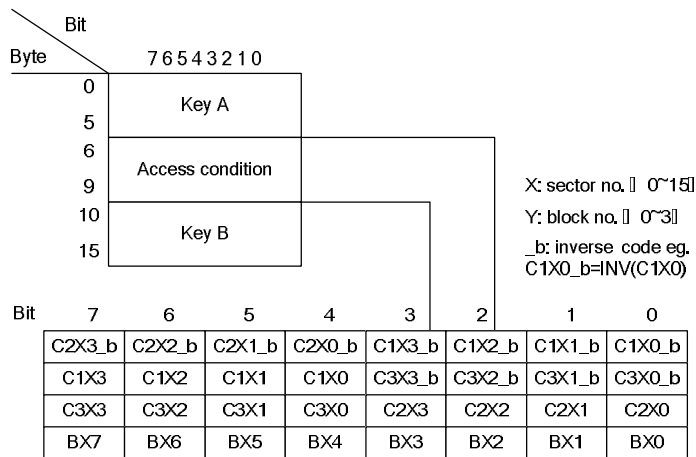 Bit
Byte
7 6 5 4 3 2 1 0
0
Key A
5
6
Access condition
9
10
Key B
15
X: sector no. 0~15
Y: block no. 0~3
_b: inverse code eg.
C1X0_b=INV(C1X0)
Bit 7 6 5 4 3 2 1 0
C2X3_b C2X2_b C2X1_b C2X0_b C1X3_b C1X2_b C1X1_b C1X0_b
C1X3 C1X2 C1X1 C1X0 C3X3_b C3X2_b C3X1_b C3X0_b
C3X3 C3X2 C3X1 C3X0 C2X3 C2X2 C2X1 C2X0
BX7 BX6 BX5 BX4 BX3 BX2 BX1 BX0